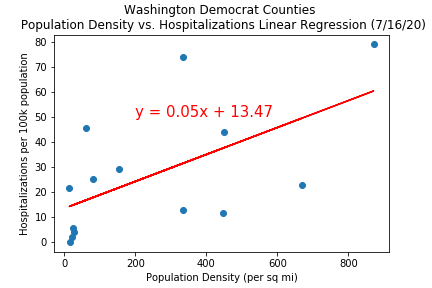 Washington Democrat Counties
Population Density vs. Hospitalizations Linear Regression (7/16/20)
80
70
60
50
40
30
20
10
0
Hospitalizations per 100k population
y = 0.05x + 13.47
0
200
400
600
800
Population Density (per sq mi)